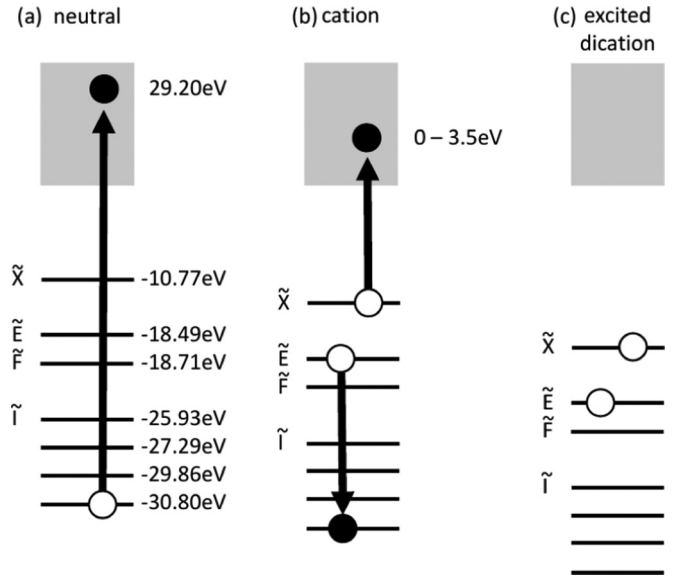 (a) neutral
29.20eV
X̃ -10.77eV
Ẽ -18.49eV
F̃ -18.71eV
Ĩ -25.93eV
-27.29eV
-29.86eV
-30.80eV
(b) cation
0 – 3.5eV
X̃
Ẽ
F̃
Ĩ
(c) excited
dication
X̃
Ẽ
F̃
Ĩ